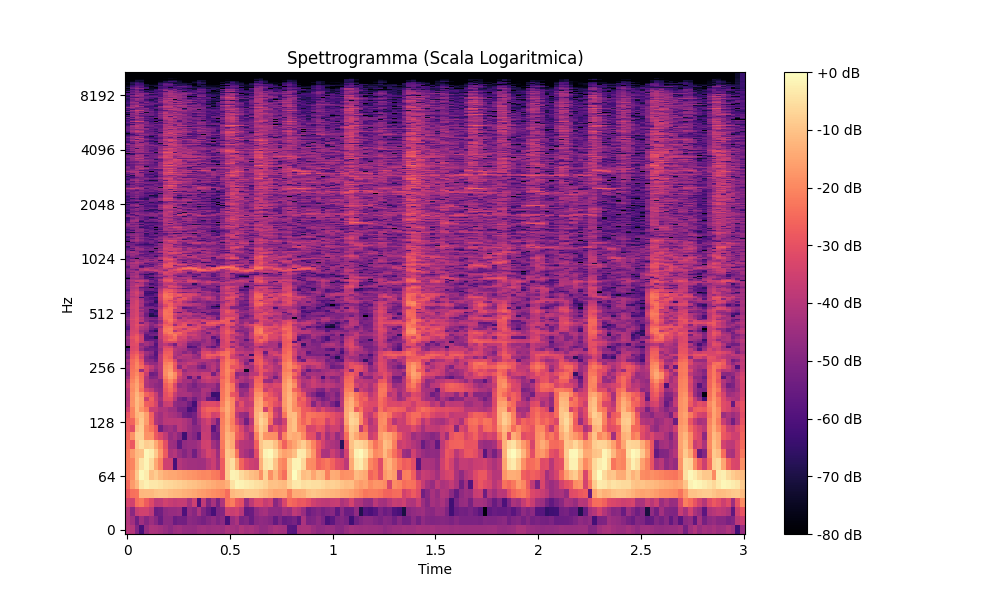 Spettrogramma (Scala Logaritmica)
Hz
8192
4096
2048
1024
512
256
128
64
0
0
0.5
1
1.5
2
2.5
3
Time
+0 dB
-10 dB
-20 dB
-30 dB
-40 dB
-50 dB
-60 dB
-70 dB
-80 dB